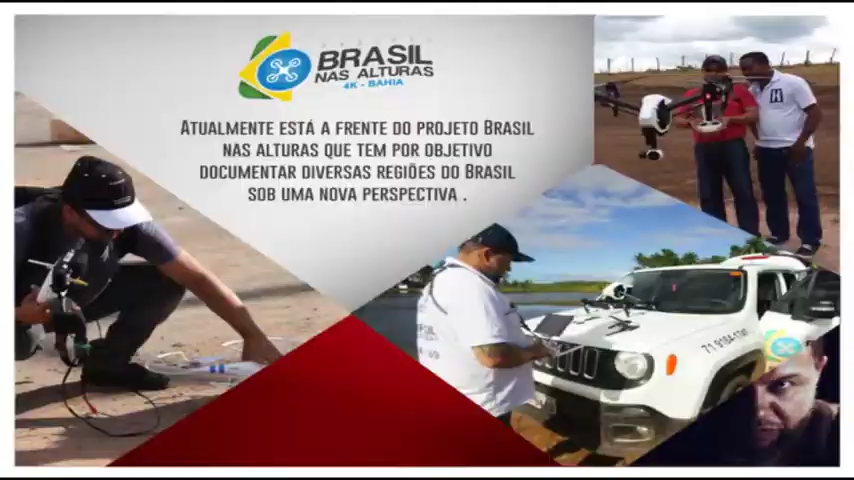 BRASIL
NAS ALTURAS
4K - BAHIA
ATUALMENTE ESTÁ A FRENTE DO PROJETO BRASIL
NAS ALTURAS QUE TEM POR OBJETIVO
DOCUMENTAR DIVERSAS REGIÕES DO BRASIL
SOB UMA NOVA PERSPECTIVA .